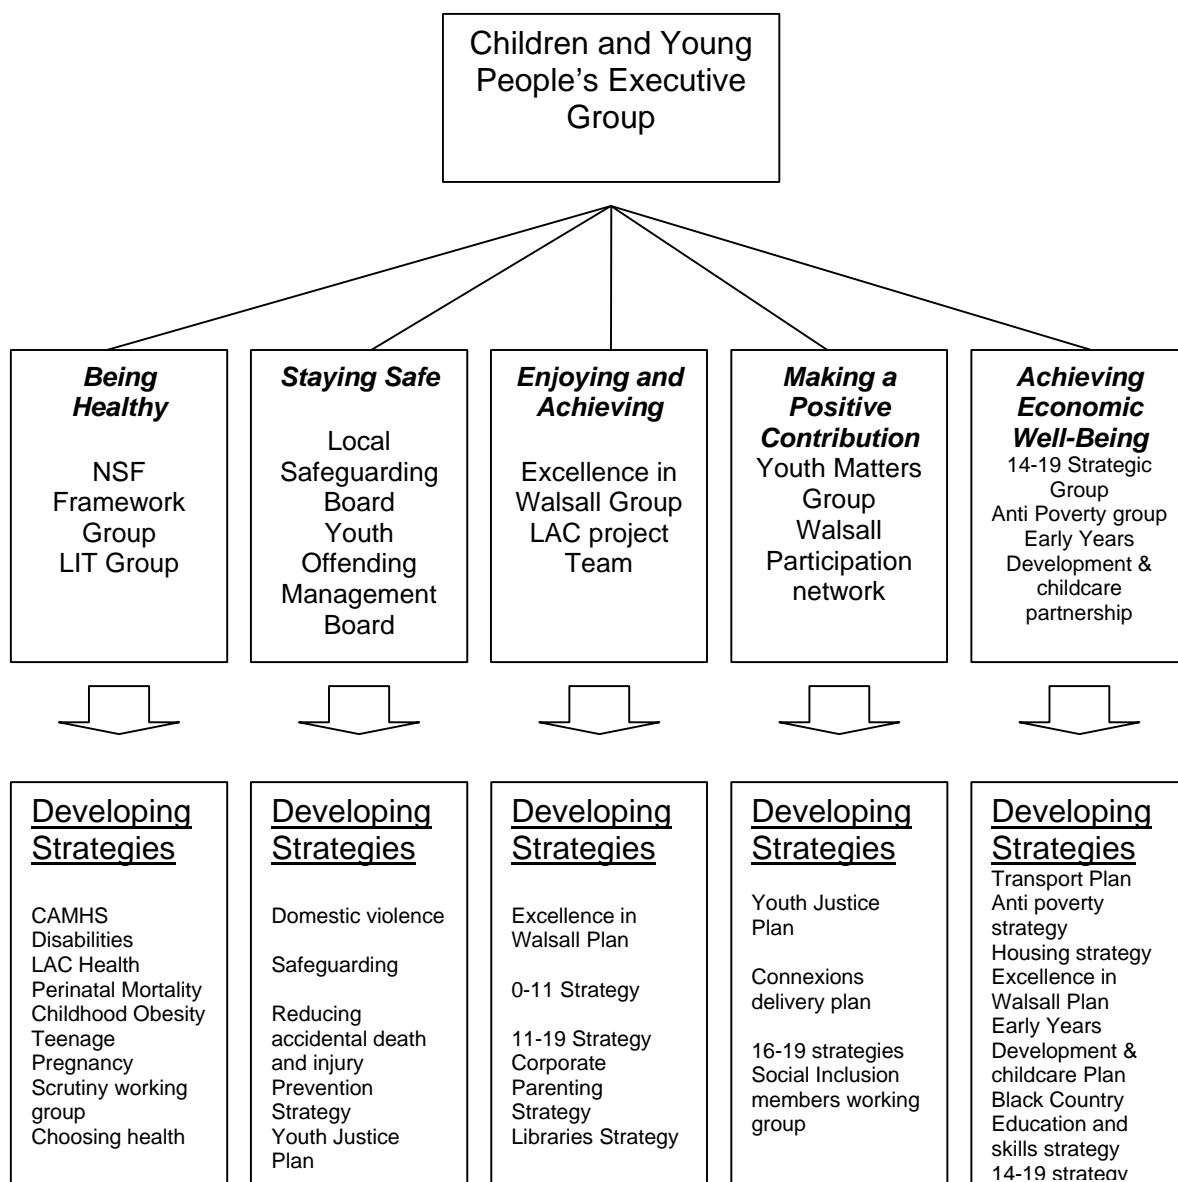 Children and Young
People’s Executive
Group
Being
Healthy
NSF
Framework
Group
LIT Group
Staying Safe
Local
Safeguarding
Board
Youth
Offending
Management
Board
Enjoying and
Achieving
Excellence in
Walsall Group
LAC project
Team
Making a
Positive
Contribution
Youth Matters
Group
Walsall
Participation
network
Achieving
Economic
Well-Being
14-19 Strategic
Group
Anti Poverty group
Early Years
Development &
childcare
partnership
Developing
Strategies
CAMHS
Disabilities
LAC Health
Perinatal Mortality
Childhood Obesity
Teenage
Pregnancy
Scrutiny working
group
Choosing health
Developing
Strategies
Domestic violence
Safeguarding
Reducing
accidental death
and injury
Prevention
Strategy
Youth Justice
Plan
Developing
Strategies
Excellence in
Walsall Plan
0-11 Strategy
11-19 Strategy
Corporate
Parenting
Strategy
Libraries Strategy
Developing
Strategies
Youth Justice
Plan
Connexions
delivery plan
16-19 strategies
Social Inclusion
members working
group
Developing
Strategies
Transport Plan
Anti poverty
strategy
Housing strategy
Excellence in
Walsall Plan
Early Years
Development &
childcare Plan
Black Country
Education and
skills strategy
14-19 strategy